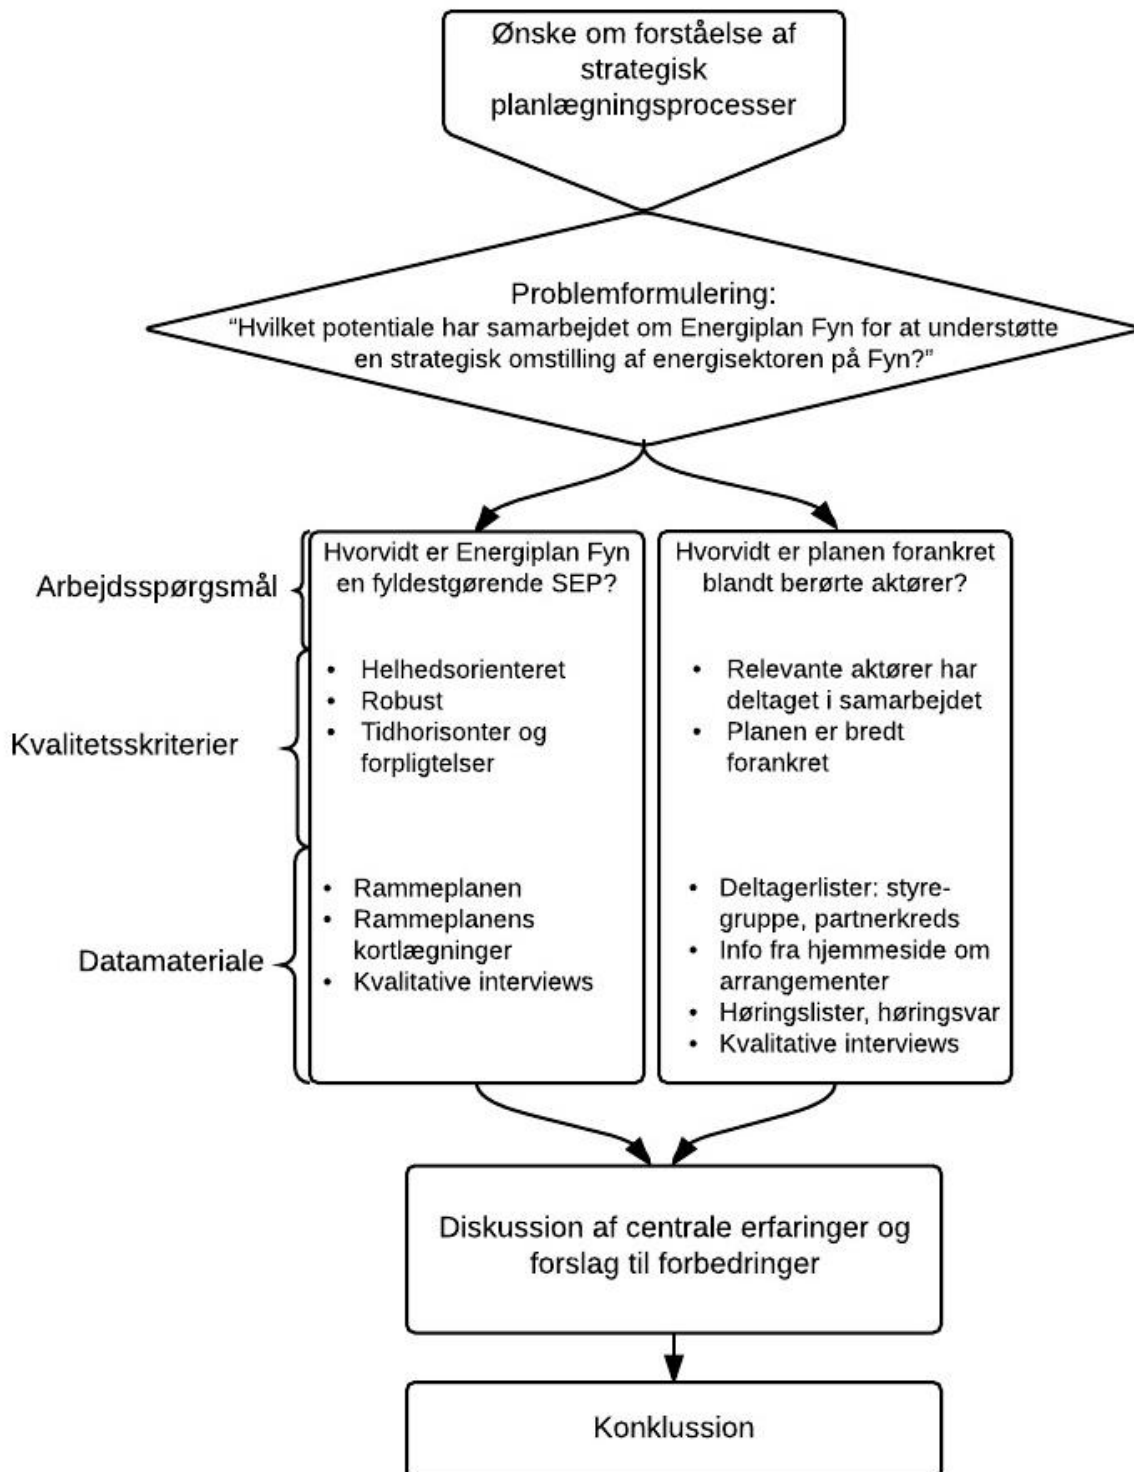 Ønske om forståelse af
strategisk
planlægningsprocesser
Problemformulering:
“Hvilket potentiale har samarbejdet om Energiplan Fyn for at understøtte
en strategisk omstilling af energisektoren på Fyn?”
Arbejdsspørgsmål
Hvorvidt er Energiplan Fyn
en fyldestgørende SEP?
Hvorvidt er planen forankret
blandt berørte aktører?
Kvalitetsskriterier
• Helhedsorienteret
• Robust
• Tidhorisonter og
forpligtelser
• Relevante aktører har
deltaget i samarbejdet
• Planen er bredt
forankret
Datamateriale
• Rammeplanen
• Rammeplanens
kortlægninger
• Kvalitative interviews
• Deltagerlister: styre-
gruppe, partnerkreds
• Info fra hjemmeside om
arrangementer
• Høringslister, høringsvar
• Kvalitative interviews
Diskussion af centrale erfaringer og
forslag til forbedringer
Konklussion